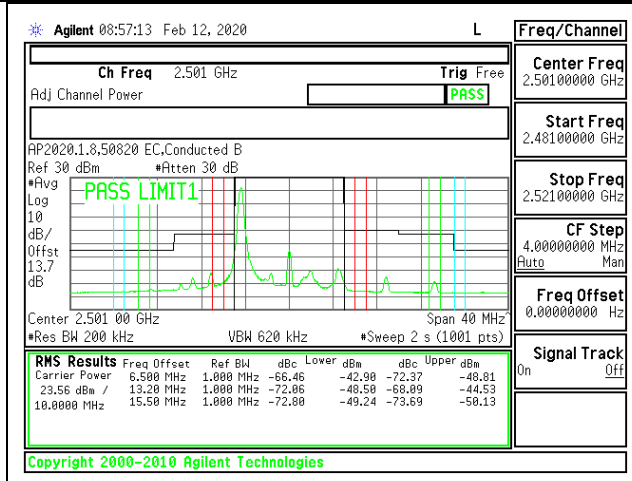 Agilent 08:57:13 Feb 12, 2020 L
Freq/Channel
Ch Freq 2.501 GHz Trig Free
Adj Channel Power PASS
Center Freq
2.50100000 GHz
Start Freq
2.48100000 GHz
AP2020.1.8,50820 EC,Conducted B
Ref 30 dBm #Atten 30 dB
#Avg
Log
10
dB/
Offst
13.7
dB
PASS LIMIT1
Stop Freq
2.52100000 GHz
CF Step
4.00000000 MHz
Auto Man
Freq Offset
0.00000000 Hz
Center 2.501 00 GHz Span 40 MHz
#Res BW 200 kHz VBW 620 kHz #Sweep 2 s (1001 pts)
Signal Track
On Off
RMS Results Freq Offset Ref BW dBc Lower dBm dBc Upper dBm
Carrier Power 6.500 MHz 1.000 MHz -66.46 -42.90 -72.37 -48.81
23.56 dBm / 13.20 MHz 1.000 MHz -72.06 -48.50 -68.09 -44.53
10.0000 MHz 15.50 MHz 1.000 MHz -72.80 -49.24 -73.69 -50.13
Copyright 2000-2010 Agilent Technologies